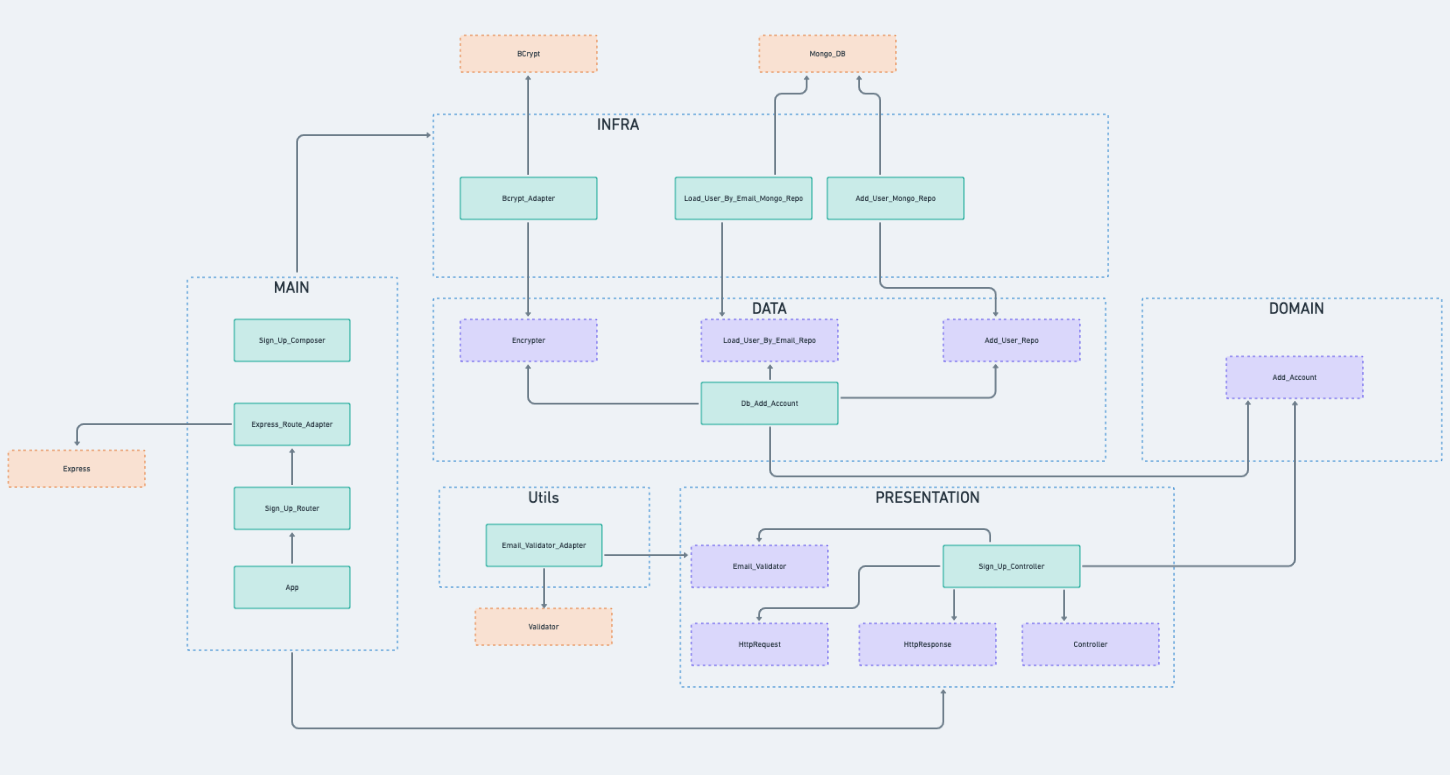 BCrypt
Mongo_DB
INFRA
Bcrypt_Adapter
Load_User_By_Email_Mongo_Repo
Add_User_Mongo_Repo
MAIN
Sign_Up_Composer
Express_Route_Adapter
Sign_Up_Router
App
Express
DATA
Encrypter
Load_User_By_Email_Repo
Add_User_Repo
Db_Add_Account
DOMAIN
Add_Account
Utils
Email_Validator_Adapter
Validator
PRESENTATION
Email_Validator
Sign_Up_Controller
HttpRequest
HttpResponse
Controller